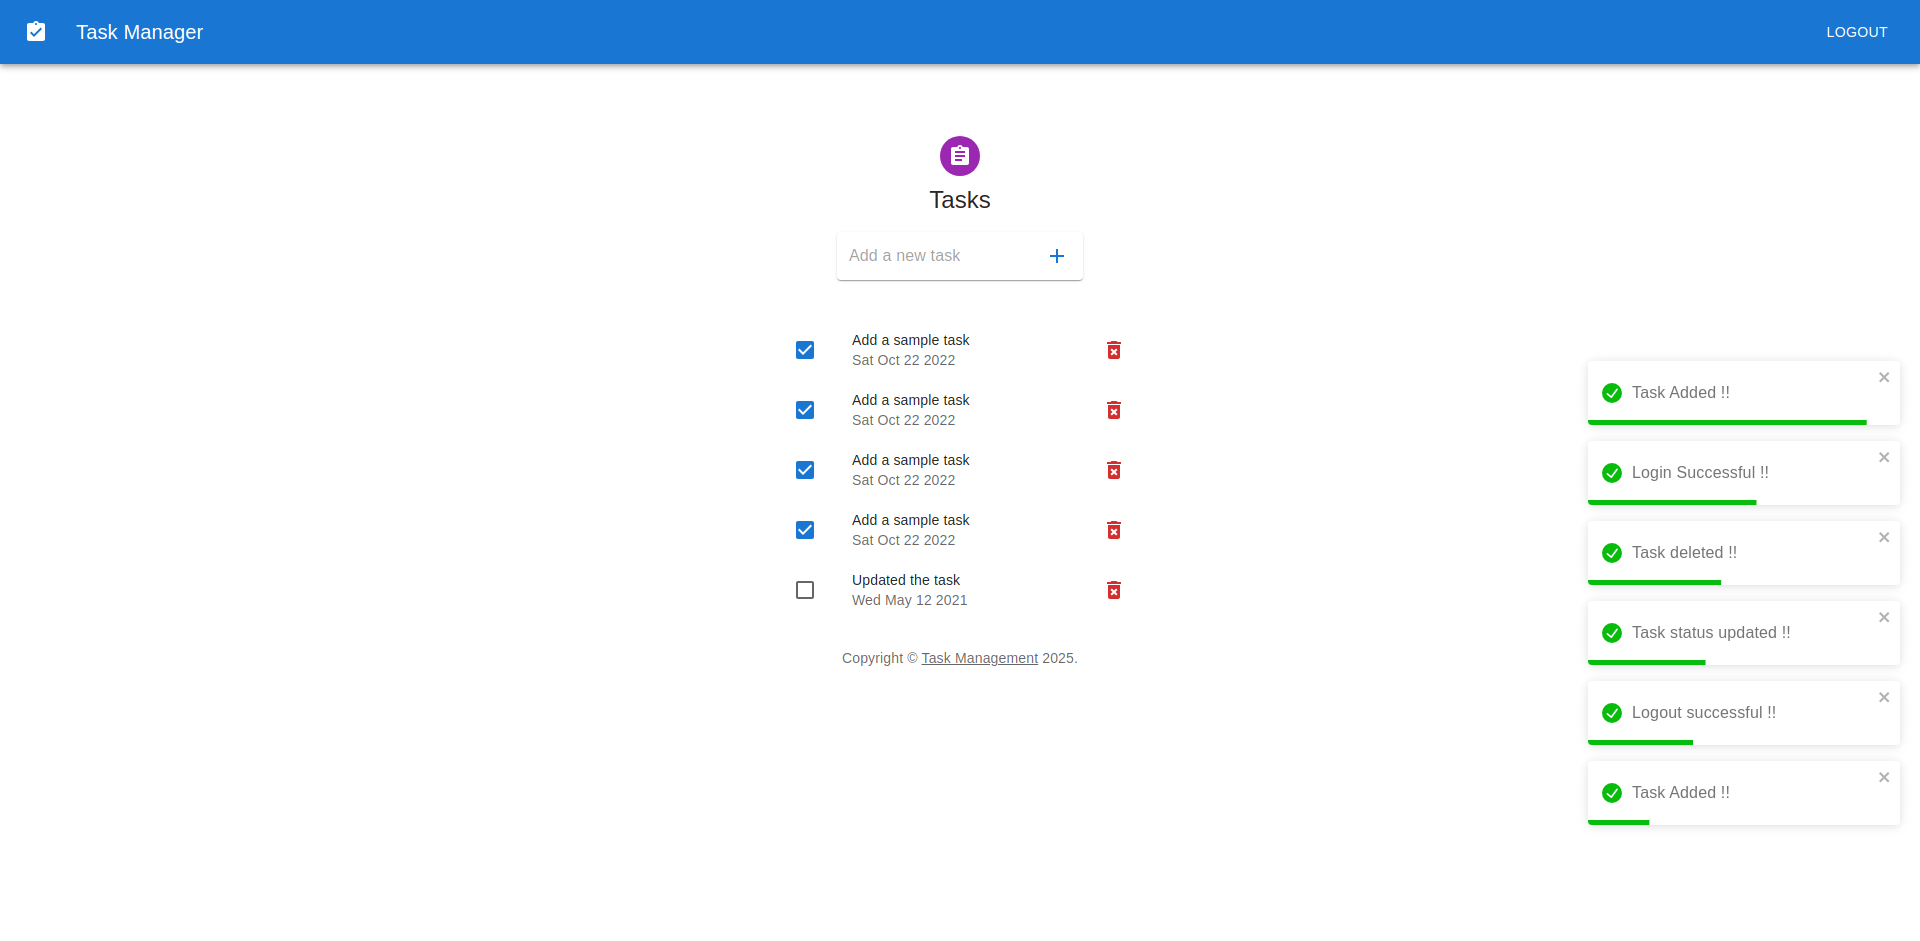 Task Manager
LOGOUT
Tasks
Add a new task
Add a sample task
Sat Oct 22 2022
Add a sample task
Sat Oct 22 2022
Add a sample task
Sat Oct 22 2022
Add a sample task
Sat Oct 22 2022
Updated the task
Wed May 12 2021
Copyright © Task Management 2025.
Task Added !!
Login Successful !!
Task deleted !!
Task status updated !!
Logout successful !!
Task Added !!